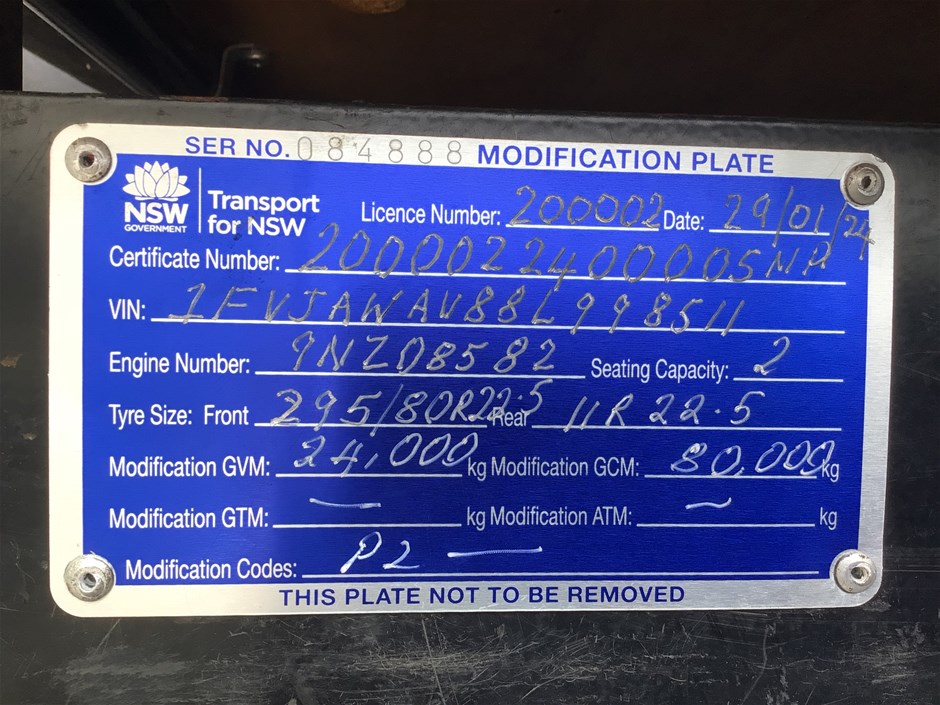 SER NO. 084888 MODIFICATION PLATE
NSW GOVERNMENT Transport for NSW
Licence Number: 200002 Date: 29/01/24
Certificate Number: 2000022400005MH
VIN: 1FVJAWAV88L998511
Engine Number: 9NZ08582 Seating Capacity: 2
Tyre Size: Front 295/80R22.5 Rear 11R 22.5
Modification GVM: 24,000 kg Modification GCM: 80,000 kg
Modification GTM: — kg Modification ATM: — kg
Modification Codes: P2 —
THIS PLATE NOT TO BE REMOVED